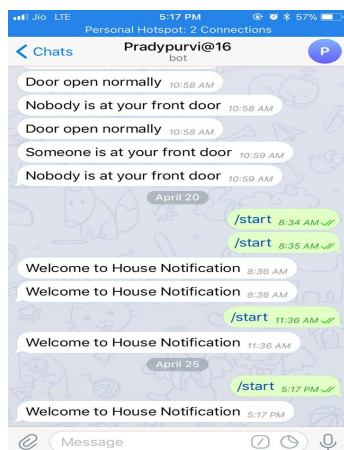 Jio LTE 5:17 PM 57%
Personal Hotspot: 2 Connections
Chats Pradypurvi@16 P
bot
Door open normally 10:58 AM
Nobody is at your front door 10:58 AM
Door open normally 10:58 AM
Someone is at your front door 10:59 AM
Nobody is at your front door 10:59 AM
April 20
/start 8:34 AM
/start 8:35 AM
Welcome to House Notification 8:36 AM
Welcome to House Notification 8:36 AM
/start 11:36 AM
Welcome to House Notification 11:36 AM
April 25
/start 5:17 PM
Welcome to House Notification 5:17 PM
Message